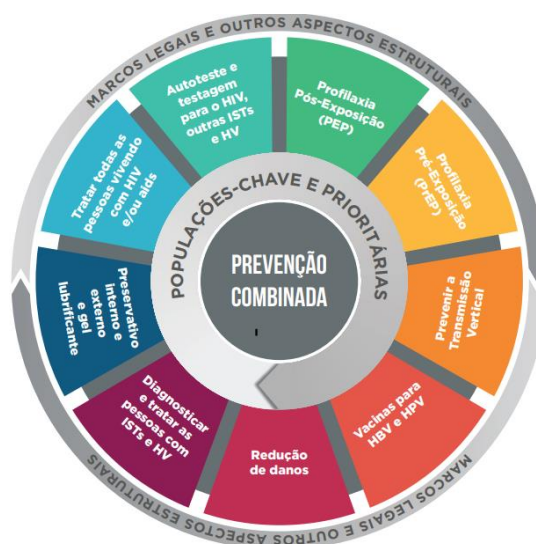 MARCOS LEGAIS E OUTROS ASPECTOS ESTRUTURAIS
Autoteste e
testagem
para o HIV,
outras ISTs
e HV
Profilaxia
Pós-Exposição
(PEP)
Profilaxia
Pré-Exposição
(PrEP)
Prevenir a
Transmissão
Vertical
Vacinas para
HBV e HPV
Redução
de danos
Diagnosticar
e tratar as
pessoas com
ISTs e HV
Preservativo
interno e
externo
e gel
lubrificante
Tratar todas as
pessoas vivendo
com HIV
e/ou aids
POPULAÇÕES-CHAVE E PRIORITÁRIAS
PREVENÇÃO
COMBINADA
MARCOS LEGAIS E OUTROS ASPECTOS ESTRUTURAIS